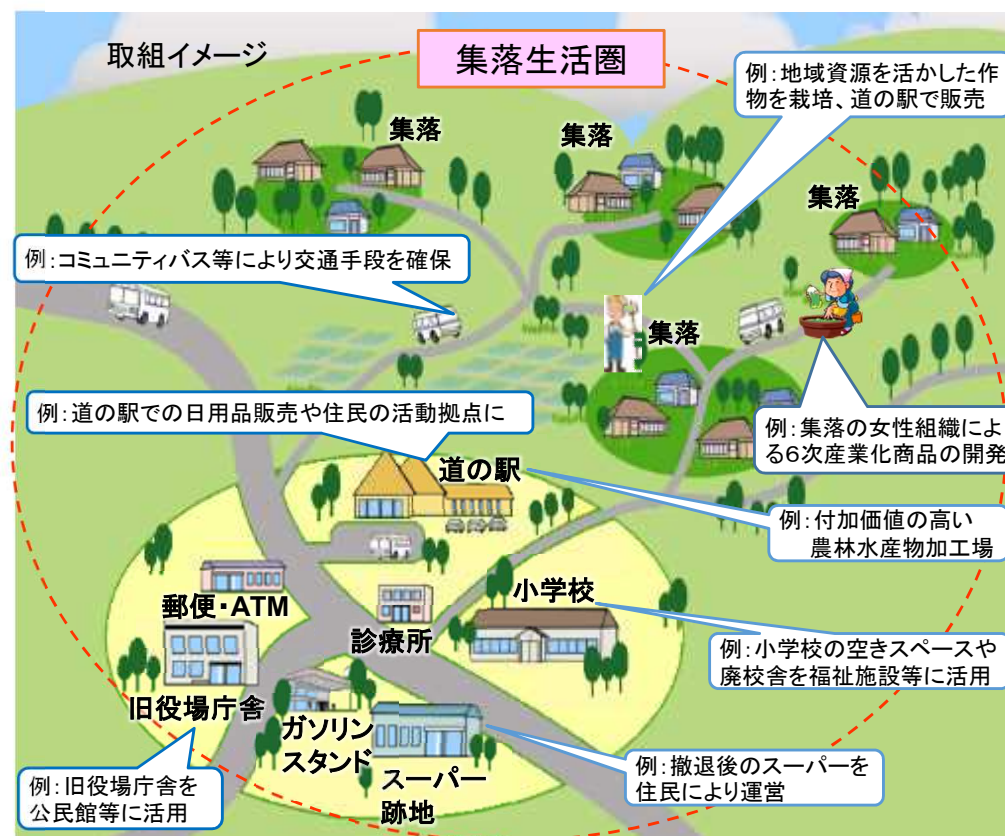 取組イメージ
集落生活圏
例：地域資源を活かした作
物を栽培、道の駅で販売
集落
集落
集落
例：コミュニティバス等により交通手段を確保
集落
例：道の駅での日用品販売や住民の活動拠点に
例：集落の女性組織によ
る６次産業化商品の開発
道の駅
例：付加価値の高い
農林水産物加工場
小学校
郵便・ATM
診療所
例：小学校の空きスペースや
廃校舎を福祉施設等に活用
旧役場庁舎
ガソリン
スタンド
スーパー
跡地
例：撤退後のスーパーを
住民により運営
例：旧役場庁舎を
公民館等に活用